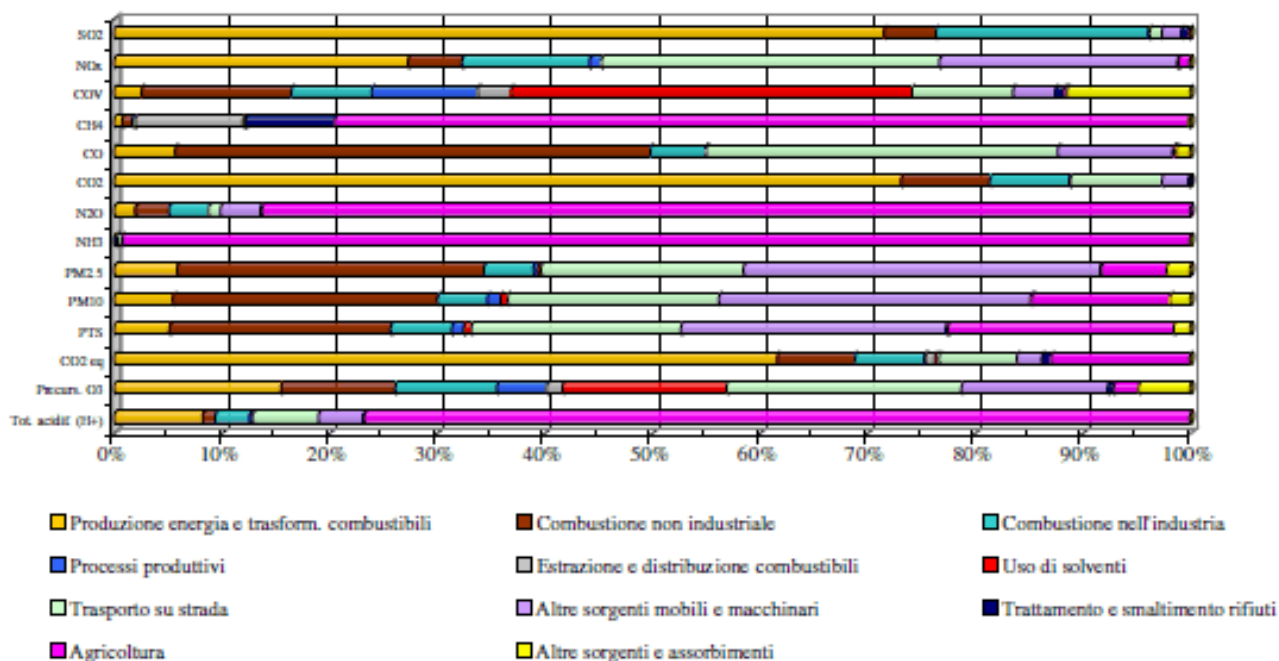 SO2
NOx
COV
CH4
CO
CO2
N2O
NH3
PM2.5
PM10
PTS
CO2 eq
Precurs. O3
Tot. acidif. (H+)
0% 10% 20% 30% 40% 50% 60% 70% 80% 90% 100%
Produzione energia e trasform. combustibili Combustione non industriale Combustione nell'industria
Processi produttivi Estrazione e distribuzione combustibili Uso di solventi
Trasporto su strada Altre sorgenti mobili e macchinari Trattamento e smaltimento rifiuti
Agricoltura Altre sorgenti e assorbimenti